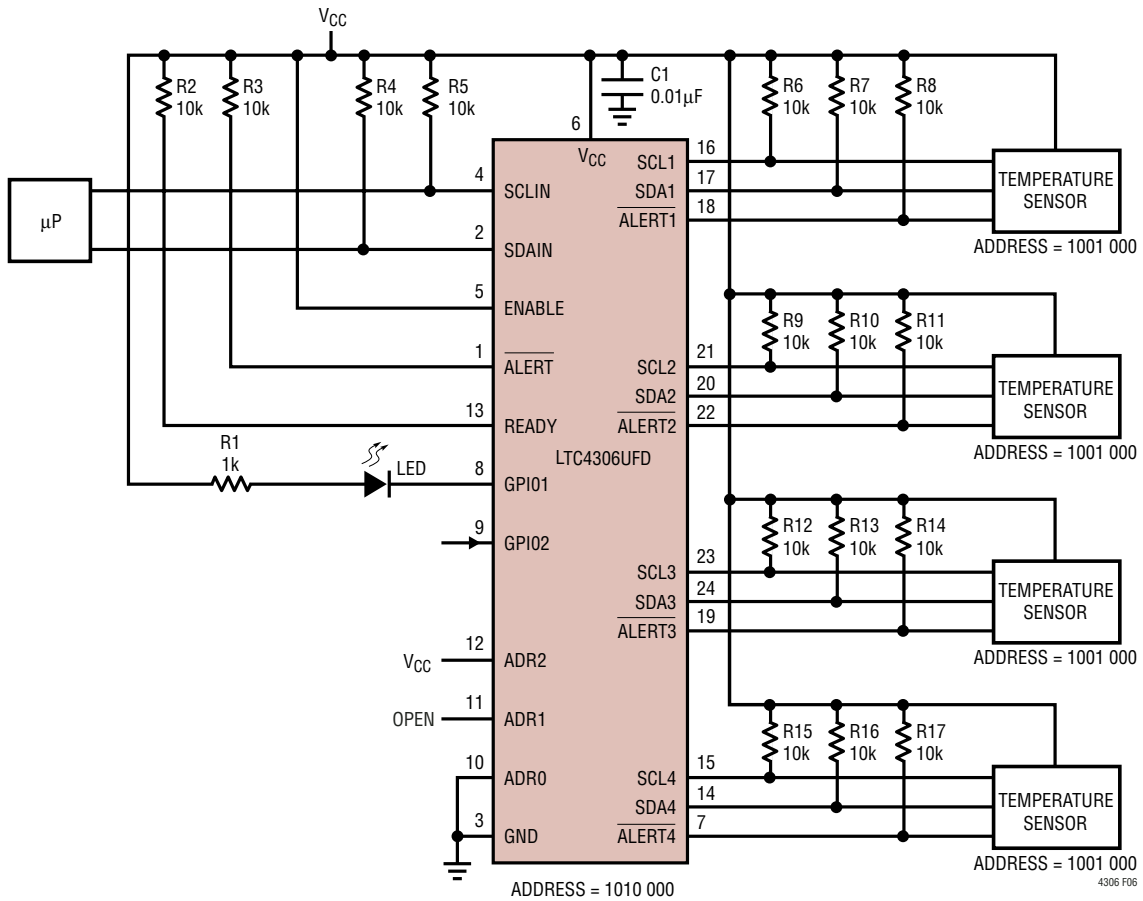 VCC
R2
10k
R3
10k
R4
10k
R5
10k
C1
0.01µF
R6
10k
R7
10k
R8
10k
µP
4
SCLIN
2
SDAIN
5
ENABLE
1
ALERT
13
READY
R1
1k
LED
8
GPIO1
9
GPIO2
VCC
12
ADR2
OPEN
11
ADR1
10
ADR0
3
GND
6
VCC
LTC4306UFD
ADDRESS = 1010 000
SCL1
16
SDA1
17
ALERT1
18
TEMPERATURE
SENSOR
ADDRESS = 1001 000
R9
10k
R10
10k
R11
10k
SCL2
21
SDA2
20
ALERT2
22
TEMPERATURE
SENSOR
ADDRESS = 1001 000
R12
10k
R13
10k
R14
10k
SCL3
23
SDA3
24
ALERT3
19
TEMPERATURE
SENSOR
ADDRESS = 1001 000
R15
10k
R16
10k
R17
10k
SCL4
15
SDA4
14
ALERT4
7
TEMPERATURE
SENSOR
ADDRESS = 1001 000
4306 F06